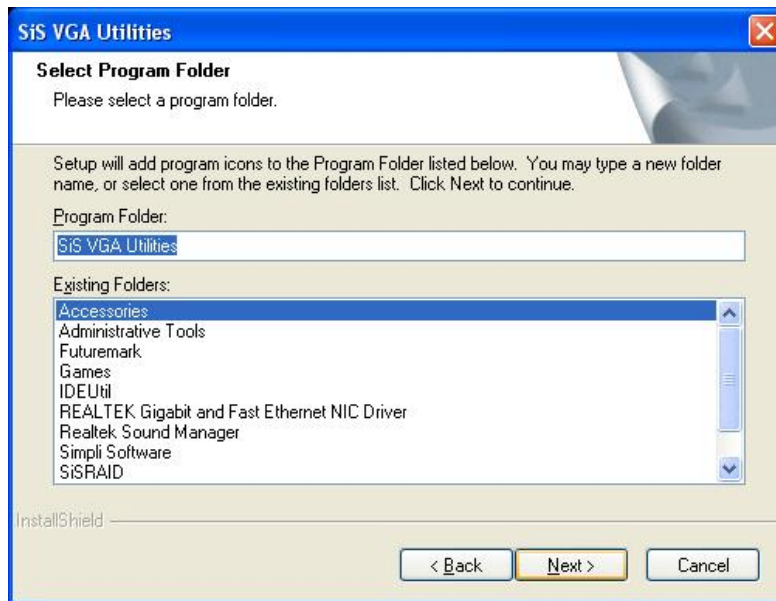 SiS VGA Utilities
Select Program Folder
Please select a program folder.
Setup will add program icons to the Program Folder listed below. You may type a new folder
name, or select one from the existing folders list. Click Next to continue.
Program Folder:
SiS VGA Utilities
Existing Folders:
Accessories
Administrative Tools
Futuremark
Games
IDEUtil
REALTEK Gigabit and Fast Ethernet NIC Driver
Realtek Sound Manager
Simpli Software
SiSRAID
InstallShield
< Back Next > Cancel